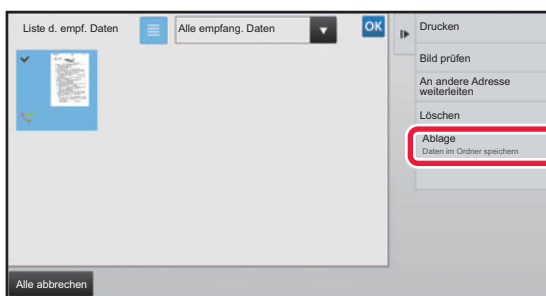 Liste d. empf. Daten
Alle empfang. Daten
OK
Drucken
Bild prüfen
An andere Adresse
weiterleiten
Löschen
Ablage
Daten im Ordner speichern
Alle abbrechen